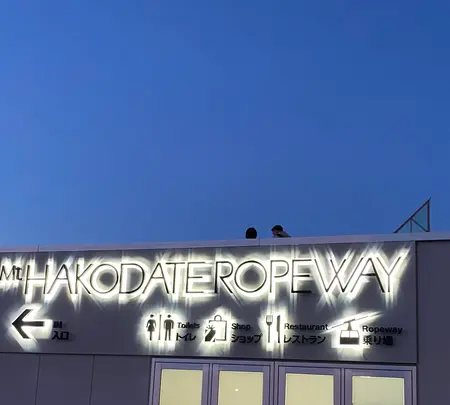 Mt. HAKODATE ROPEWAY
IN Toilets Shop Restaurant Ropeway
入口 トイレ ショップ レストラン 乗り場